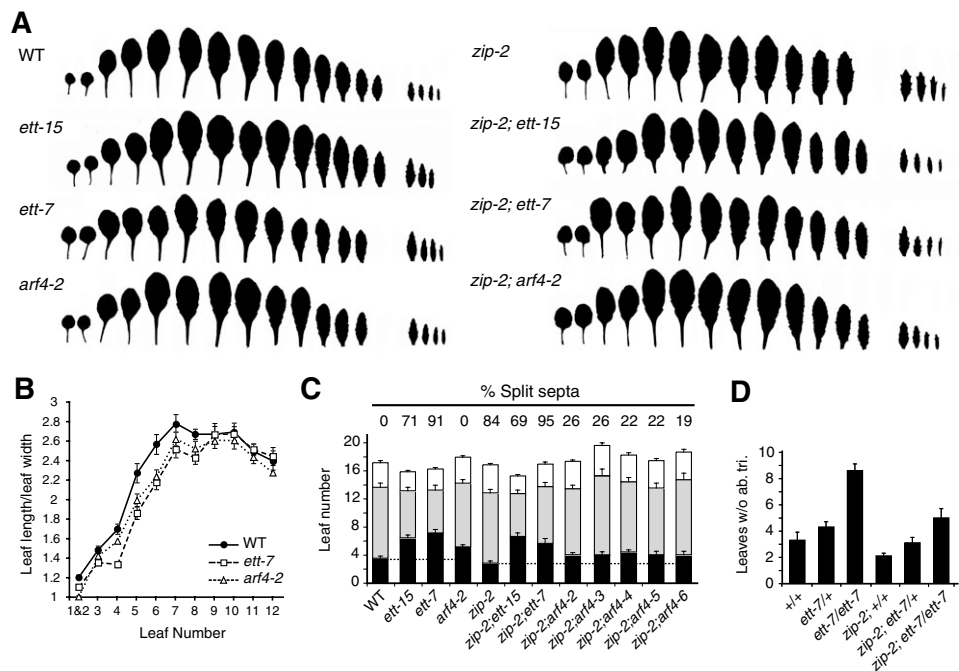 A
WT
ett-15
ett-7
arf4-2
zip-2
zip-2; ett-15
zip-2; ett-7
zip-2; arf4-2
B
Leaf length/leaf width
3
2.8
2.6
2.4
2.2
2
1.8
1.6
1.4
1.2
1
1&2 3 4 5 6 7 8 9 10 11 12
Leaf Number
WT
ett-7
arf4-2
C
% Split septa
0 71 91 0 84 69 95 26 26 22 22 19
Leaf number
20
16
12
8
4
0
WT
ett-15
ett-7
arf4-2
zip-2
zip-2;ett-15
zip-2;ett-7
zip-2;arf4-2
zip-2;arf4-3
zip-2;arf4-4
zip-2;arf4-5
zip-2;arf4-6
D
Leaves w/o ab. tri.
10
8
6
4
2
0
+/+
ett-7/+
ett-7/ett-7
zip-2; +/+
zip-2; ett-7/+
zip-2; ett-7/ett-7